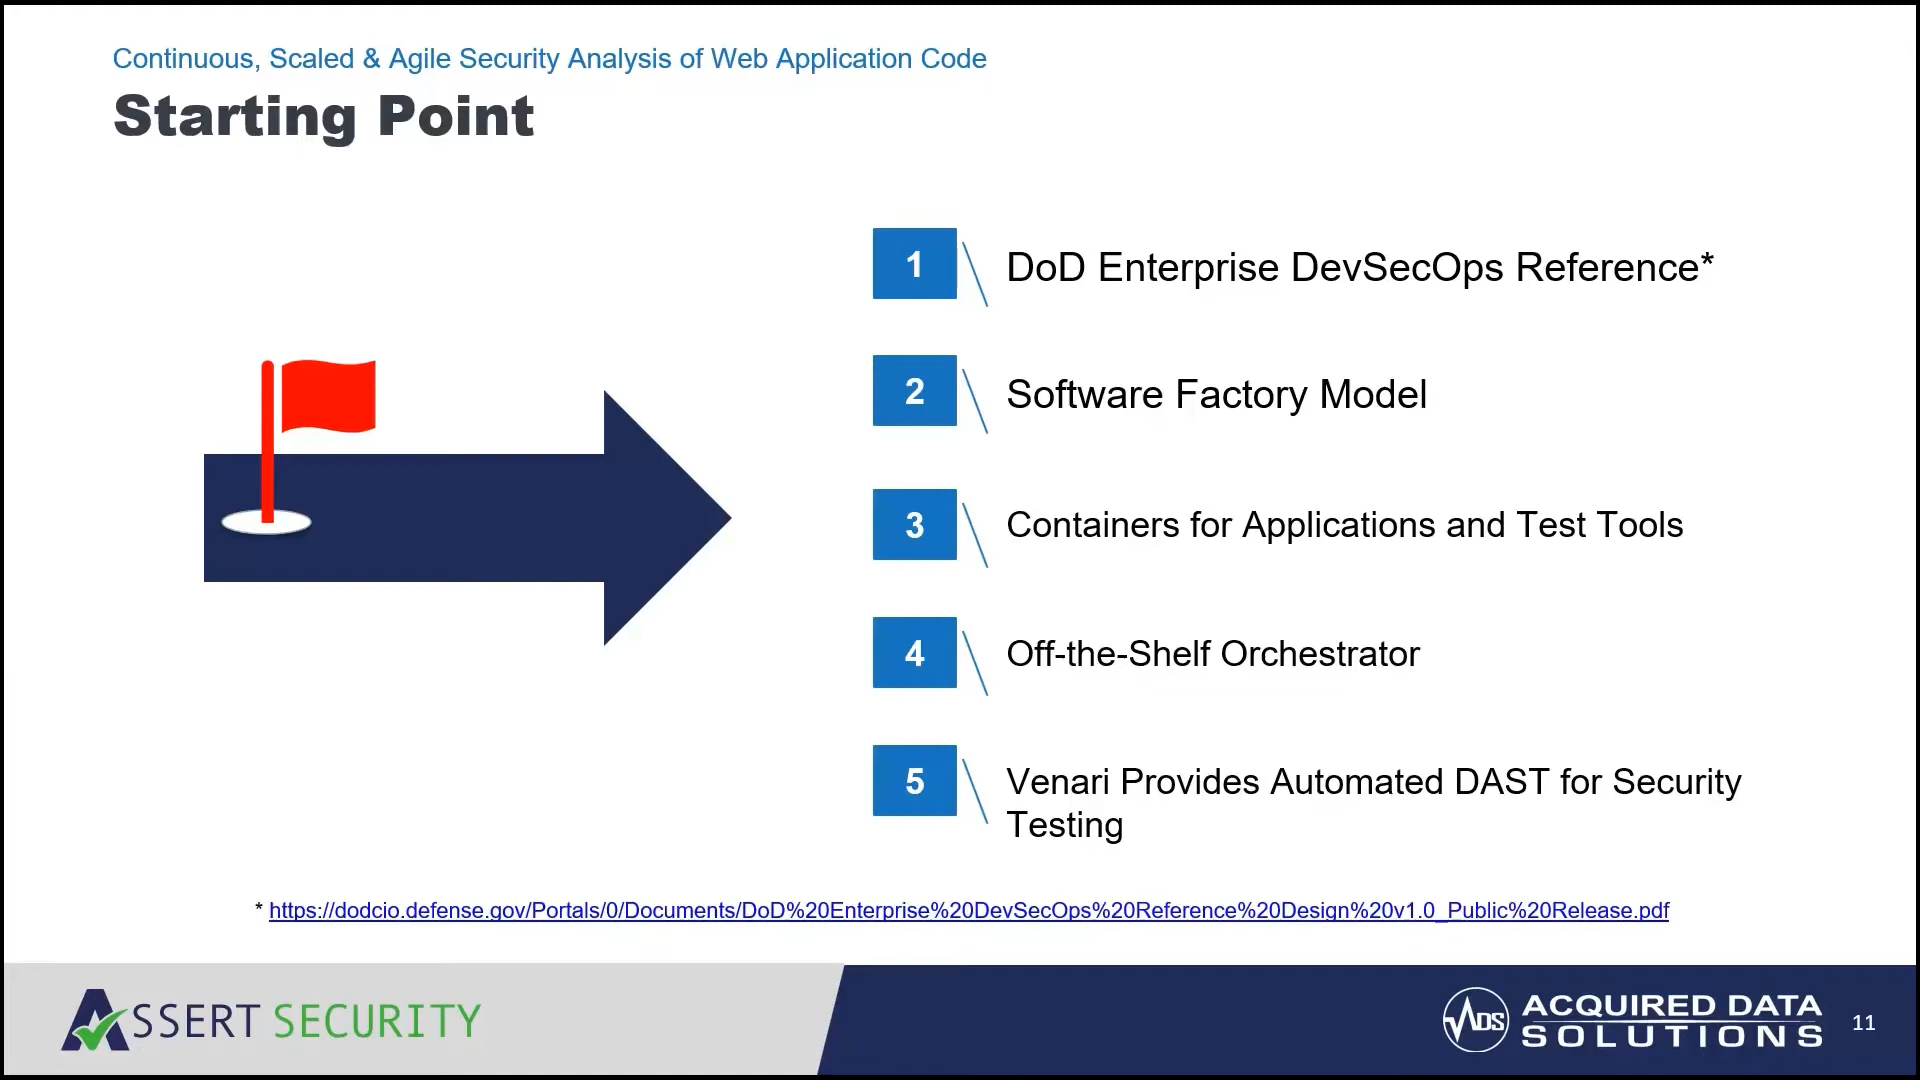 Continuous, Scaled & Agile Security Analysis of Web Application Code
Starting Point
1 DoD Enterprise DevSecOps Reference*
2 Software Factory Model
3 Containers for Applications and Test Tools
4 Off-the-Shelf Orchestrator
5 Venari Provides Automated DAST for Security
Testing
* https://dodcio.defense.gov/Portals/0/Documents/DoD%20Enterprise%20DevSecOps%20Reference%20Design%20v1.0_Public%20Release.pdf
ASSERT SECURITY
ADS ACQUIRED DATA
SOLUTIONS
11